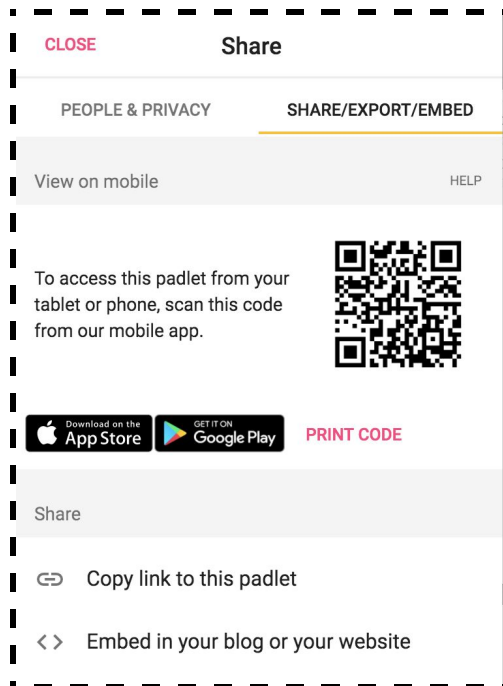 CLOSE
Share
PEOPLE & PRIVACY
SHARE/EXPORT/EMBED
View on mobile
HELP
To access this padlet from your
tablet or phone, scan this code
from our mobile app.
Download on the
App Store
GET IT ON
Google Play
PRINT CODE
Share
Copy link to this padlet
Embed in your blog or your website